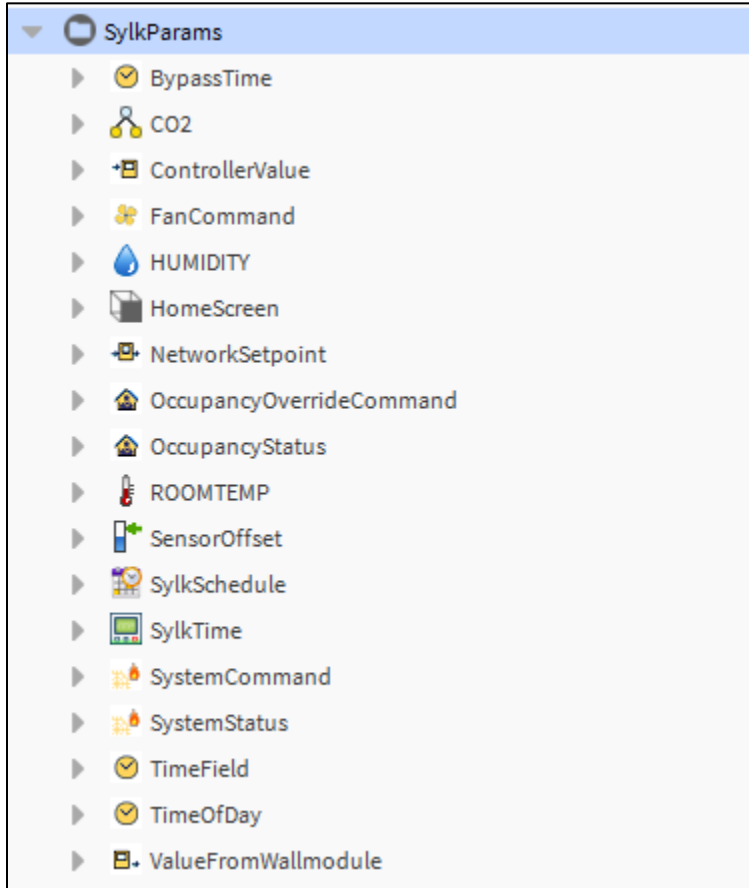 SylkParams
BypassTime
CO2
ControllerValue
FanCommand
HUMIDITY
HomeScreen
NetworkSetpoint
OccupancyOverrideCommand
OccupancyStatus
ROOMTEMP
SensorOffset
SylkSchedule
SylkTime
SystemCommand
SystemStatus
TimeField
TimeOfDay
ValueFromWallmodule